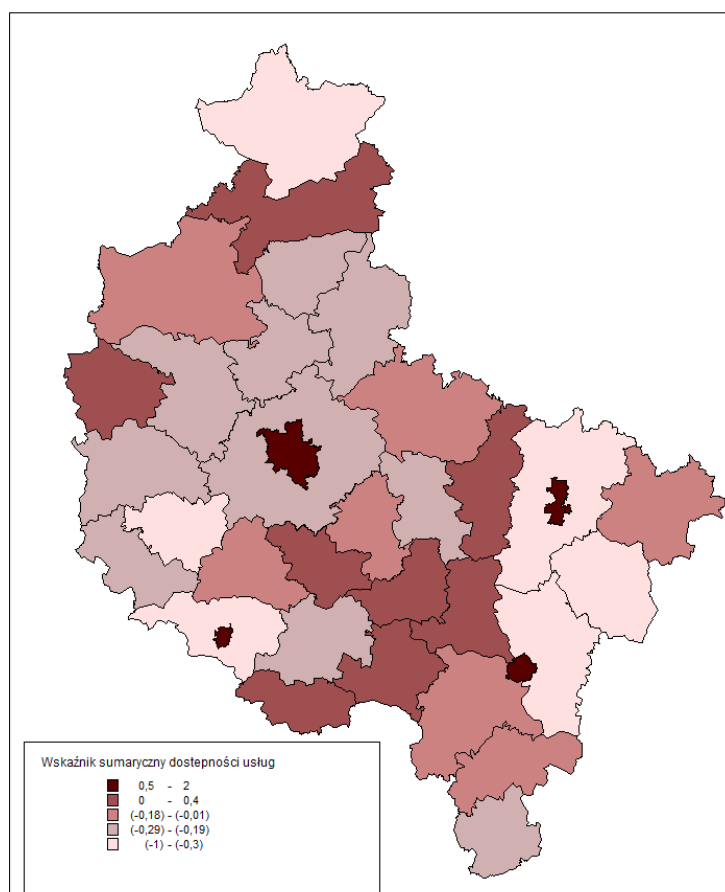 Wskaźnik sumaryczny dostepności usług
0,5 - 2
0 - 0,4
(-0,18) - (-0,01)
(-0,29) - (-0,19)
(-1) - (-0,3)